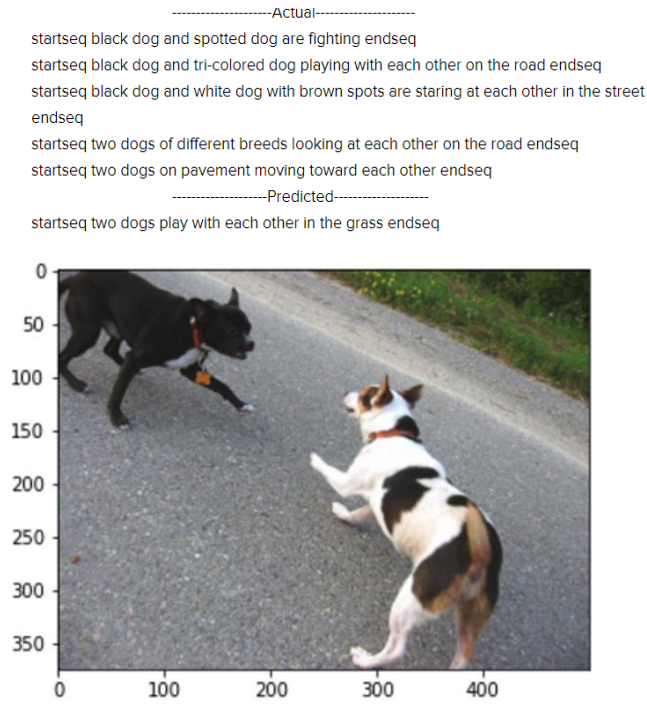 ---------------------Actual---------------------
startseq black dog and spotted dog are fighting endseq
startseq black dog and tri-colored dog playing with each other on the road endseq
startseq black dog and white dog with brown spots are staring at each other in the street
endseq
startseq two dogs of different breeds looking at each other on the road endseq
startseq two dogs on pavement moving toward each other endseq
--------------------Predicted--------------------
startseq two dogs play with each other in the grass endseq
0
50
100
150
200
250
300
350
0 100 200 300 400